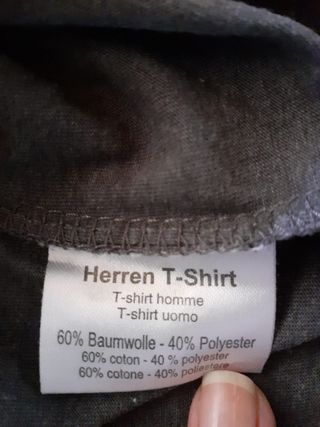 Herren T-Shirt
T-shirt homme
T-shirt uomo
60% Baumwolle - 40% Polyester
60% coton - 40 % polyester
60% cotone - 40% poliestere